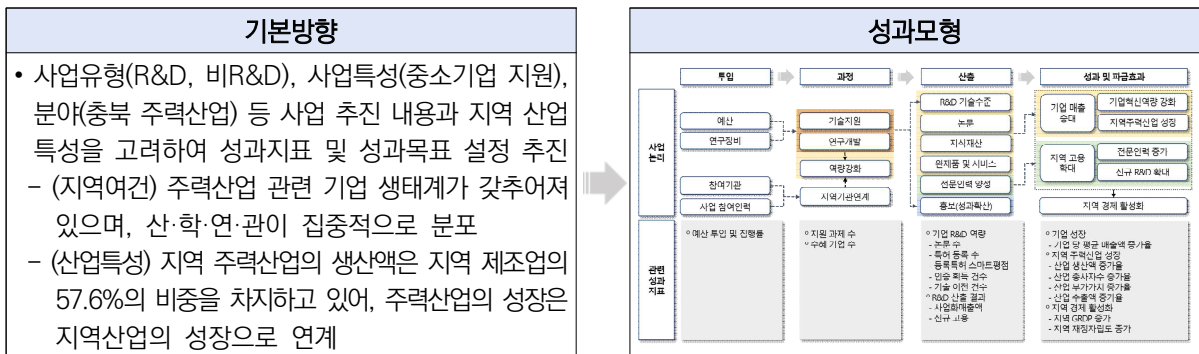 기본방향
• 사업유형(R&D, 비R&D), 사업특성(중소기업 지원),
분야(충북 주력산업) 등 사업 추진 내용과 지역 산업
특성을 고려하여 성과지표 및 성과목표 설정 추진
- (지역여건) 주력산업 관련 기업 생태계가 갖추어져
있으며, 산·학·연·관이 집중적으로 분포
- (산업특성) 지역 주력산업의 생산액은 지역 제조업의
57.6%의 비중을 차지하고 있어, 주력산업의 성장은
지역산업의 성장으로 연계
성과모형
투입
과정
산출
성과 및 파급효과
사업
논리
예산
연구장비
참여기관
사업 참여인력
기술지원
연구개발
역량강화
지역기관연계
R&D 기술수준
논문
지식재산
시제품 및 서비스
전문인력 양성
홍보(성과확산)
기업 매출
증대
기업혁신역량 강화
지역주력산업 성장
지역 고용
확대
전문인력 증가
신규 R&D 확대
지역 경제 활성화
관련
성과
지표
○ 예산 투입 및 집행률
○ 지원 과제 수
○ 수혜 기업 수
○ 기업 R&D 역량
- 논문 수
- 특허 등록 수
등록특허 스마트평점
- 인증 획득 건수
- 기술 이전 건수
○ R&D 산출 결과
- 사업화매출액
- 신규 고용
○ 기업 성장
- 기업 당 평균 매출액 증가율
○ 지역 주력산업 성장
- 산업 생산액 증가율
- 산업 종사자수 증가율
- 산업 부가가치 증가율
- 산업 수출액 증가율
○ 지역 경제 활성화
- 지역 GRDP 증가
- 지역 재정자립도 증가